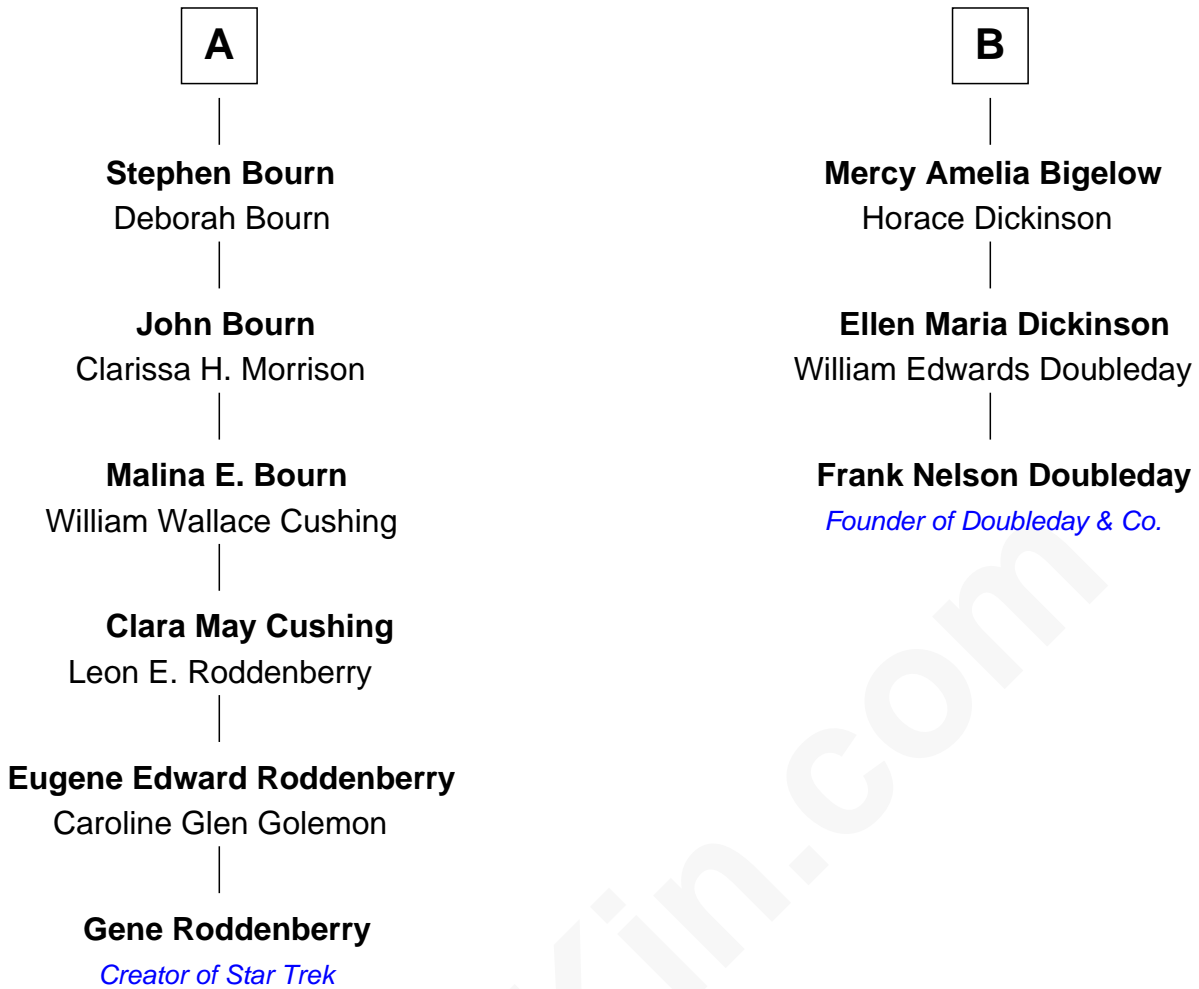 A
Stephen Bourn
Deborah Bourn
John Bourn
Clarissa H. Morrison
Malina E. Bourn
William Wallace Cushing
Clara May Cushing
Leon E. Roddenberry
Eugene Edward Roddenberry
Caroline Glen Golemon
Gene Roddenberry
Creator of Star Trek
B
Mercy Amelia Bigelow
Horace Dickinson
Ellen Maria Dickinson
William Edwards Doubleday
Frank Nelson Doubleday
Founder of Doubleday & Co.